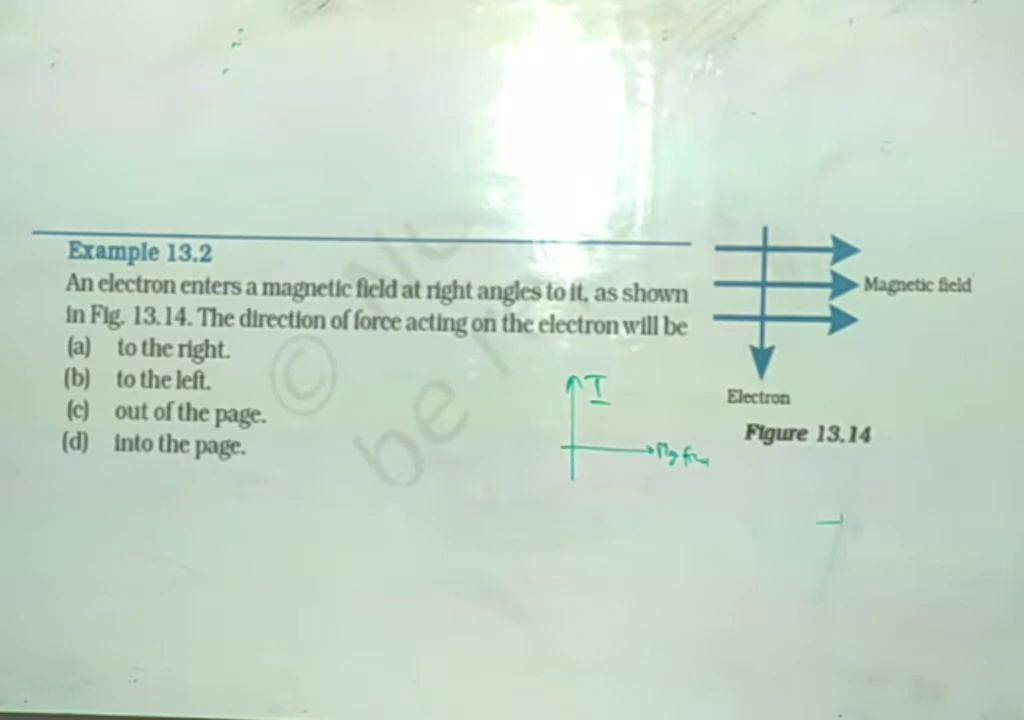 Example 13.2
An electron enters a magnetic field at right angles to it, as shown
in Fig. 13.14. The direction of force acting on the electron will be
(a) to the right.
(b) to the left.
(c) out of the page.
(d) into the page.
Magnetic field
Electron
Figure 13.14
I
©
be